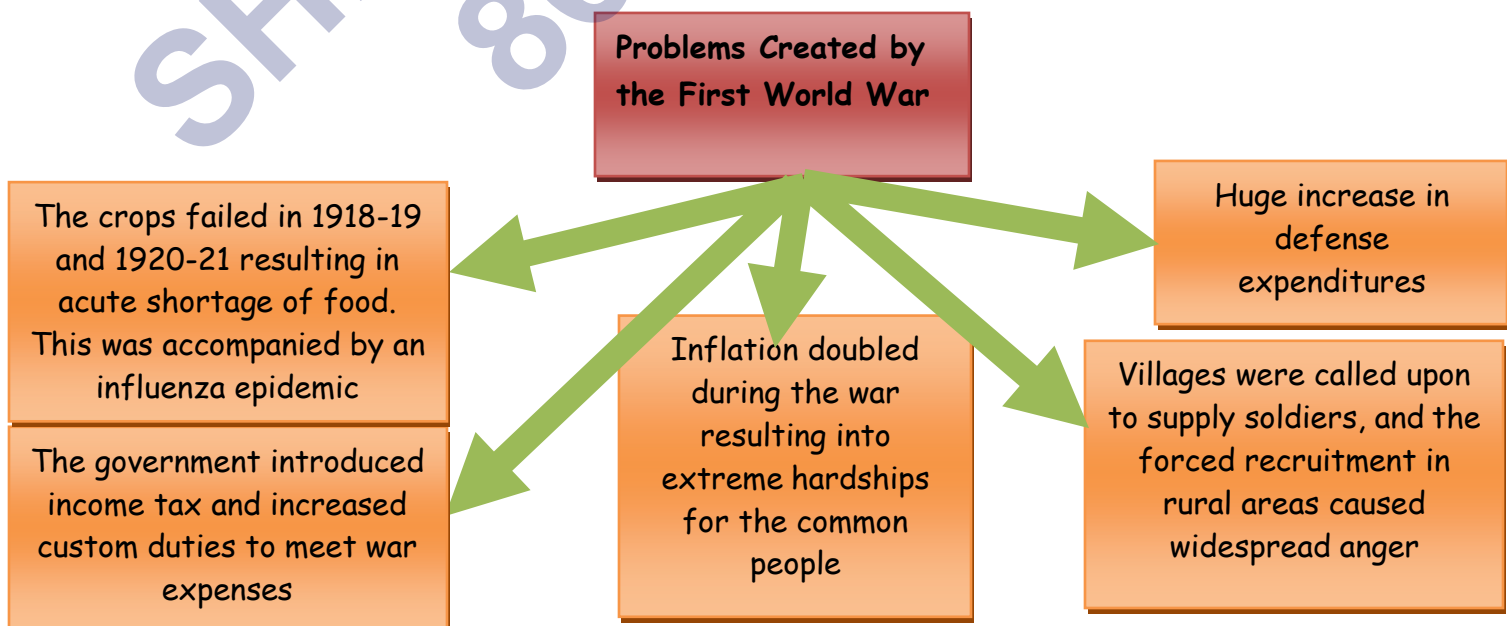 Problems Created by
the First World War
The crops failed in 1918-19
and 1920-21 resulting in
acute shortage of food.
This was accompanied by an
influenza epidemic
The government introduced
income tax and increased
custom duties to meet war
expenses
Inflation doubled
during the war
resulting into
extreme hardships
for the common
people
Huge increase in
defense
expenditures
Villages were called upon
to supply soldiers, and the
forced recruitment in
rural areas caused
widespread anger